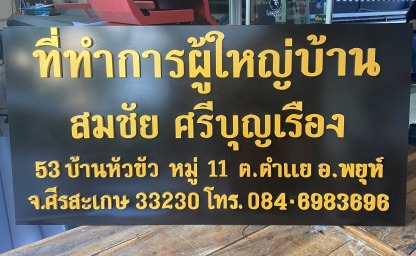 ที่ทำการผู้ใหญ่บ้าน
สมชัย ศรีบุญเรือง
53 บ้านหัวขัว หมู่ 11 ต.ตำแย อ.พยุห์
จ.ศีรสะเกษ 33230 โทร. 084-6983696